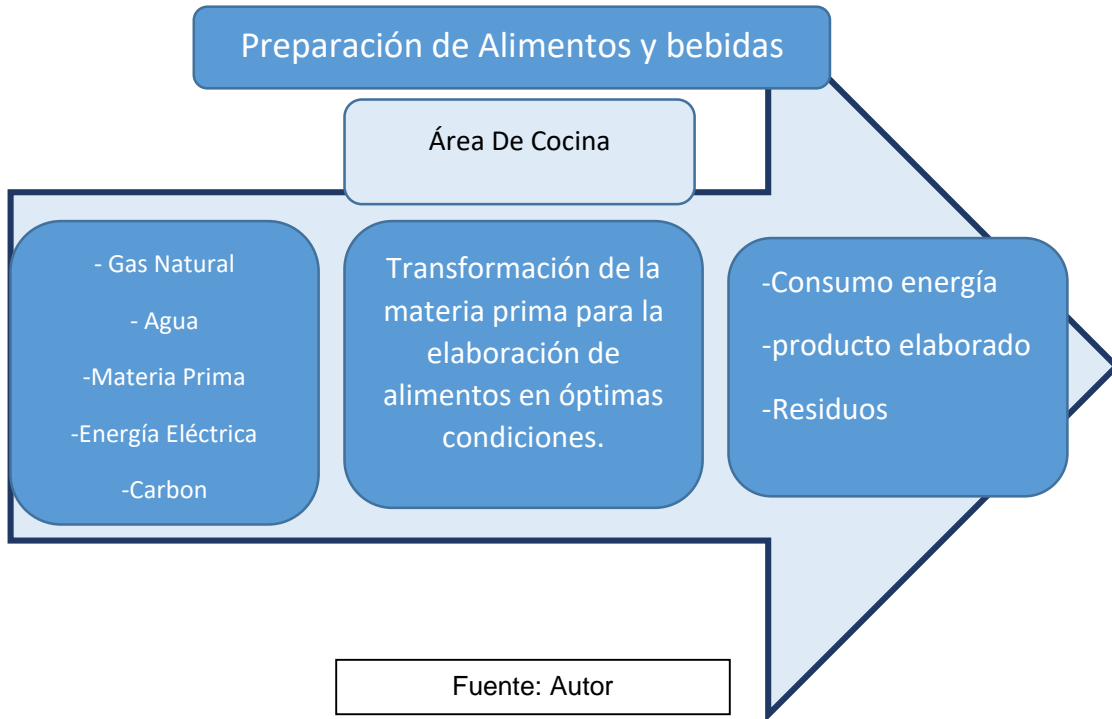 Preparación de Alimentos y bebidas
Área De Cocina
- Gas Natural
- Agua
-Materia Prima
-Energía Eléctrica
-Carbon
Transformación de la
materia prima para la
elaboración de
alimentos en óptimas
condiciones.
-Consumo energía
-producto elaborado
-Residuos
Fuente: Autor